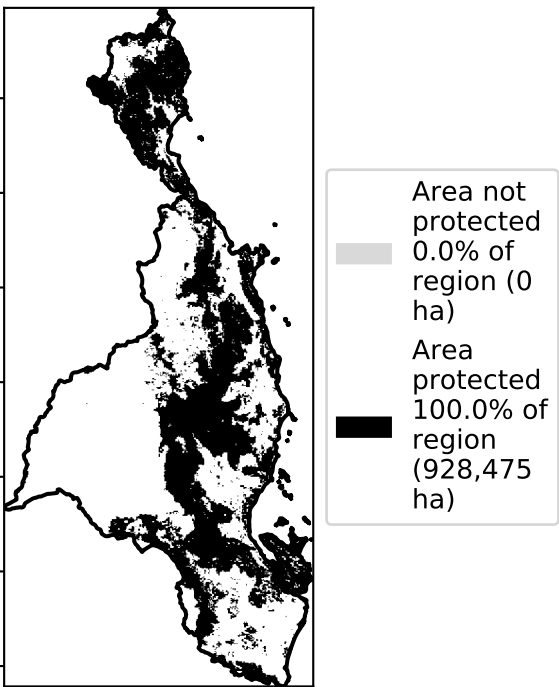 Area not
protected
0.0% of
region (0
ha)
Area
protected
100.0% of
region
(928,475
ha)